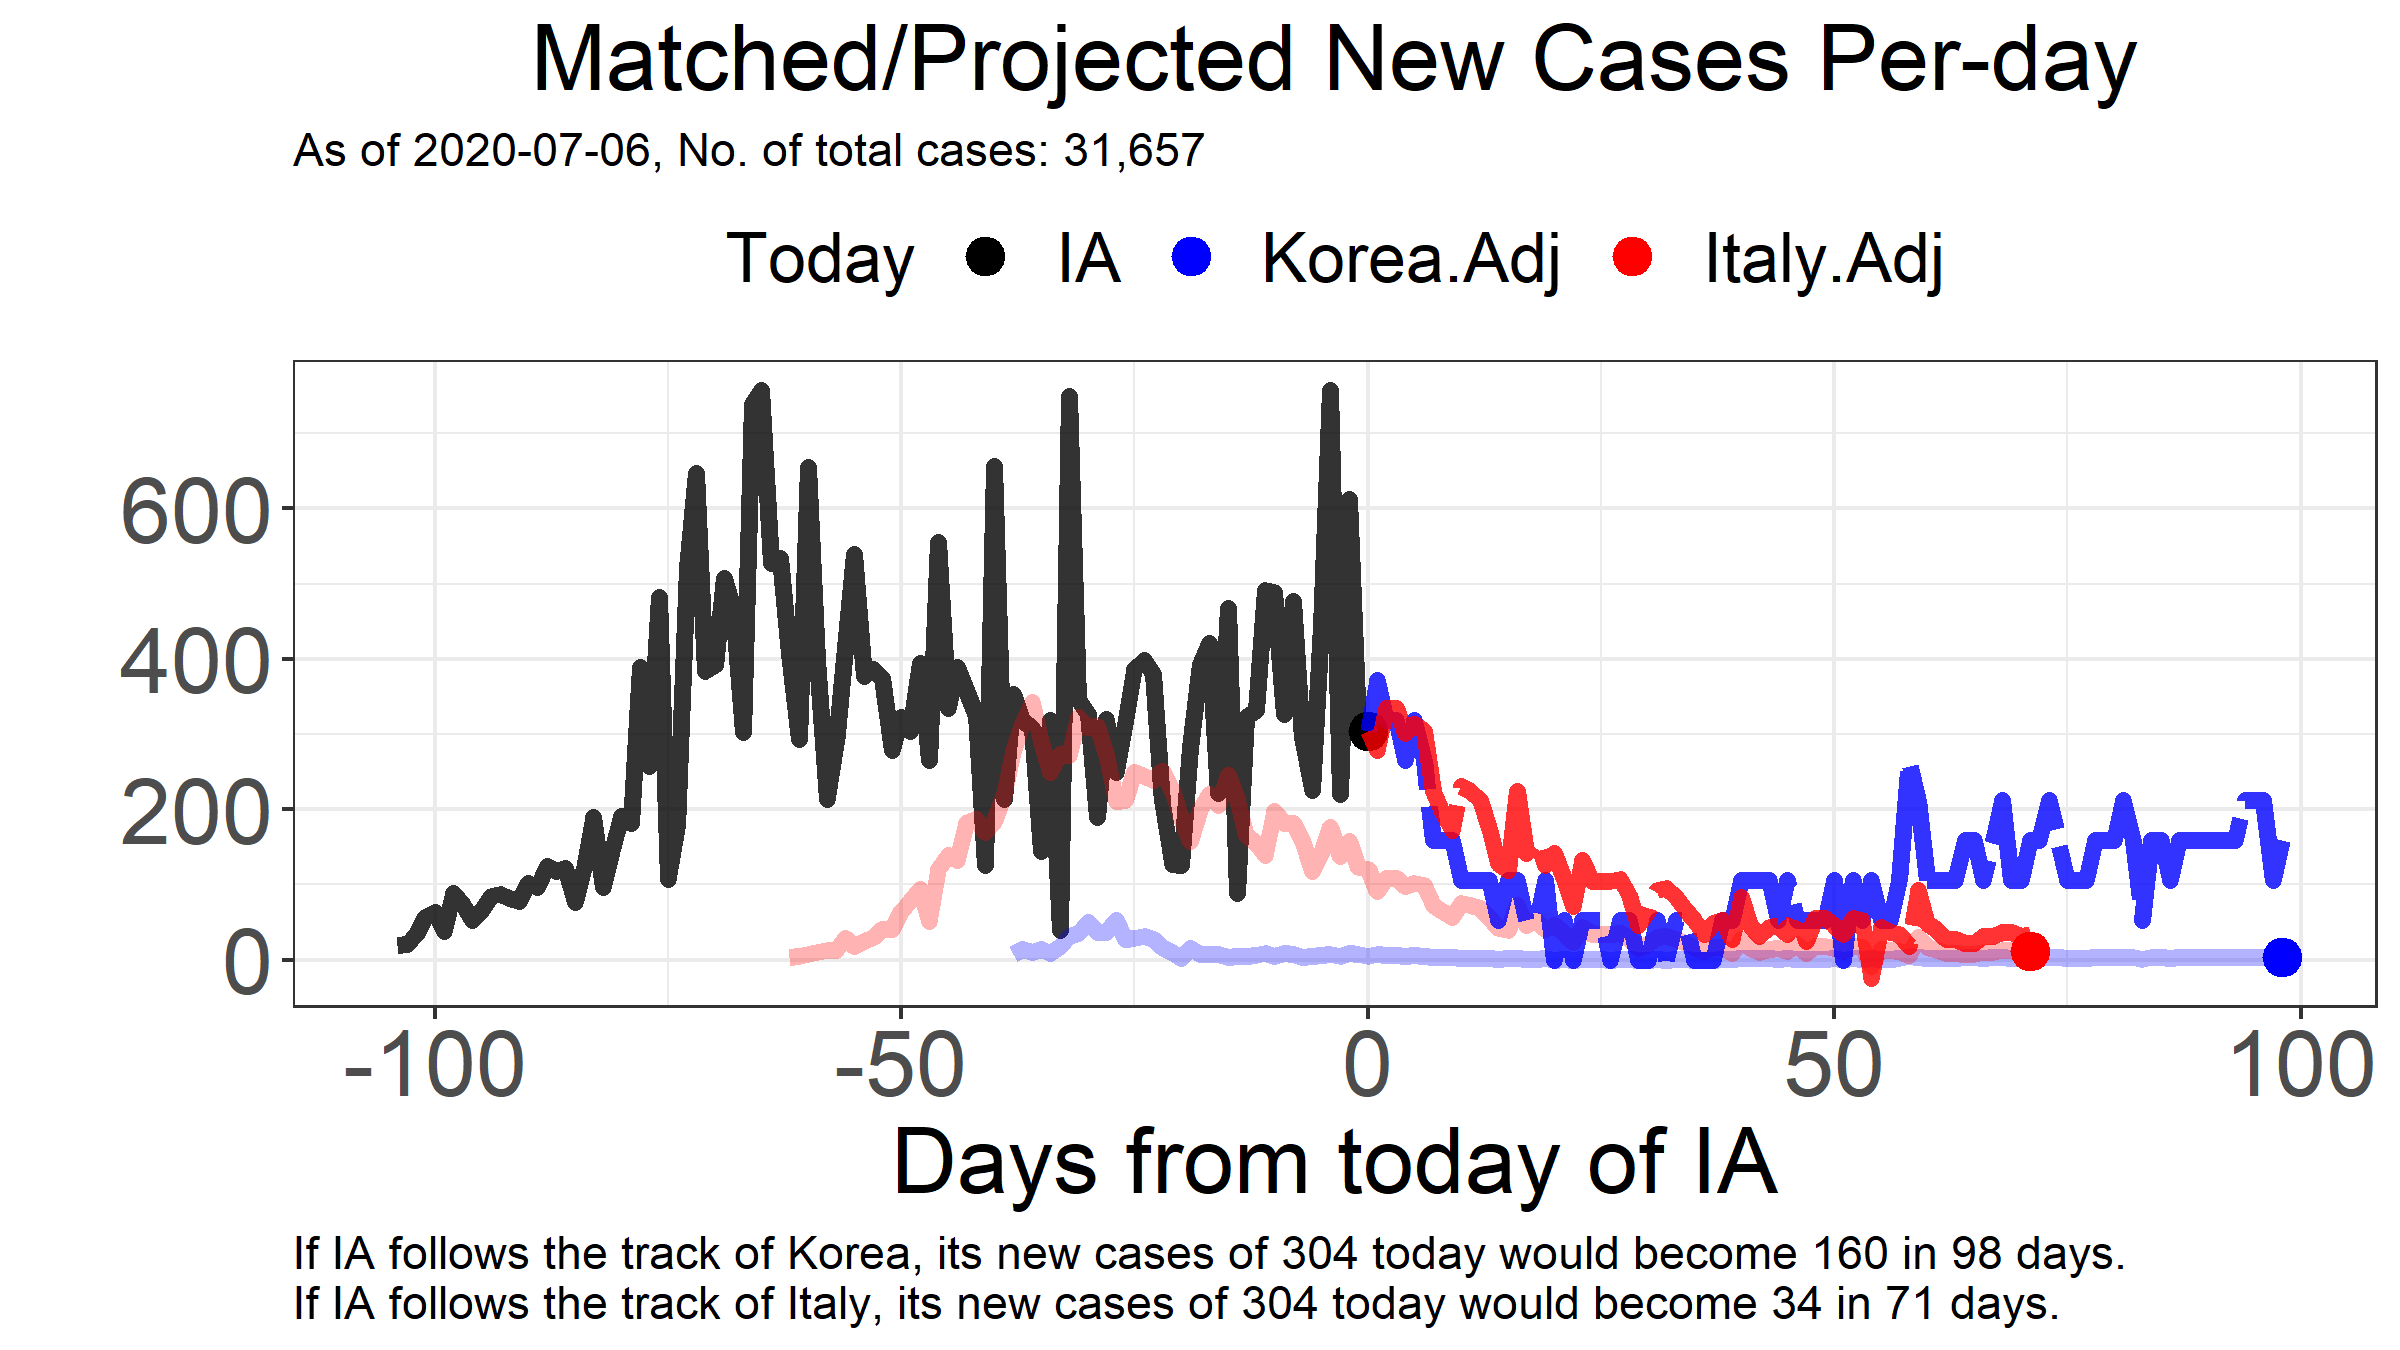 Matched/Projected New Cases Per-day
As of 2020-07-06, No. of total cases: 31,657
Today IA Korea.Adj Italy.Adj
600
400
200
0
-100 -50 0 50 100
Days from today of IA
If IA follows the track of Korea, its new cases of 304 today would become 160 in 98 days.
If IA follows the track of Italy, its new cases of 304 today would become 34 in 71 days.